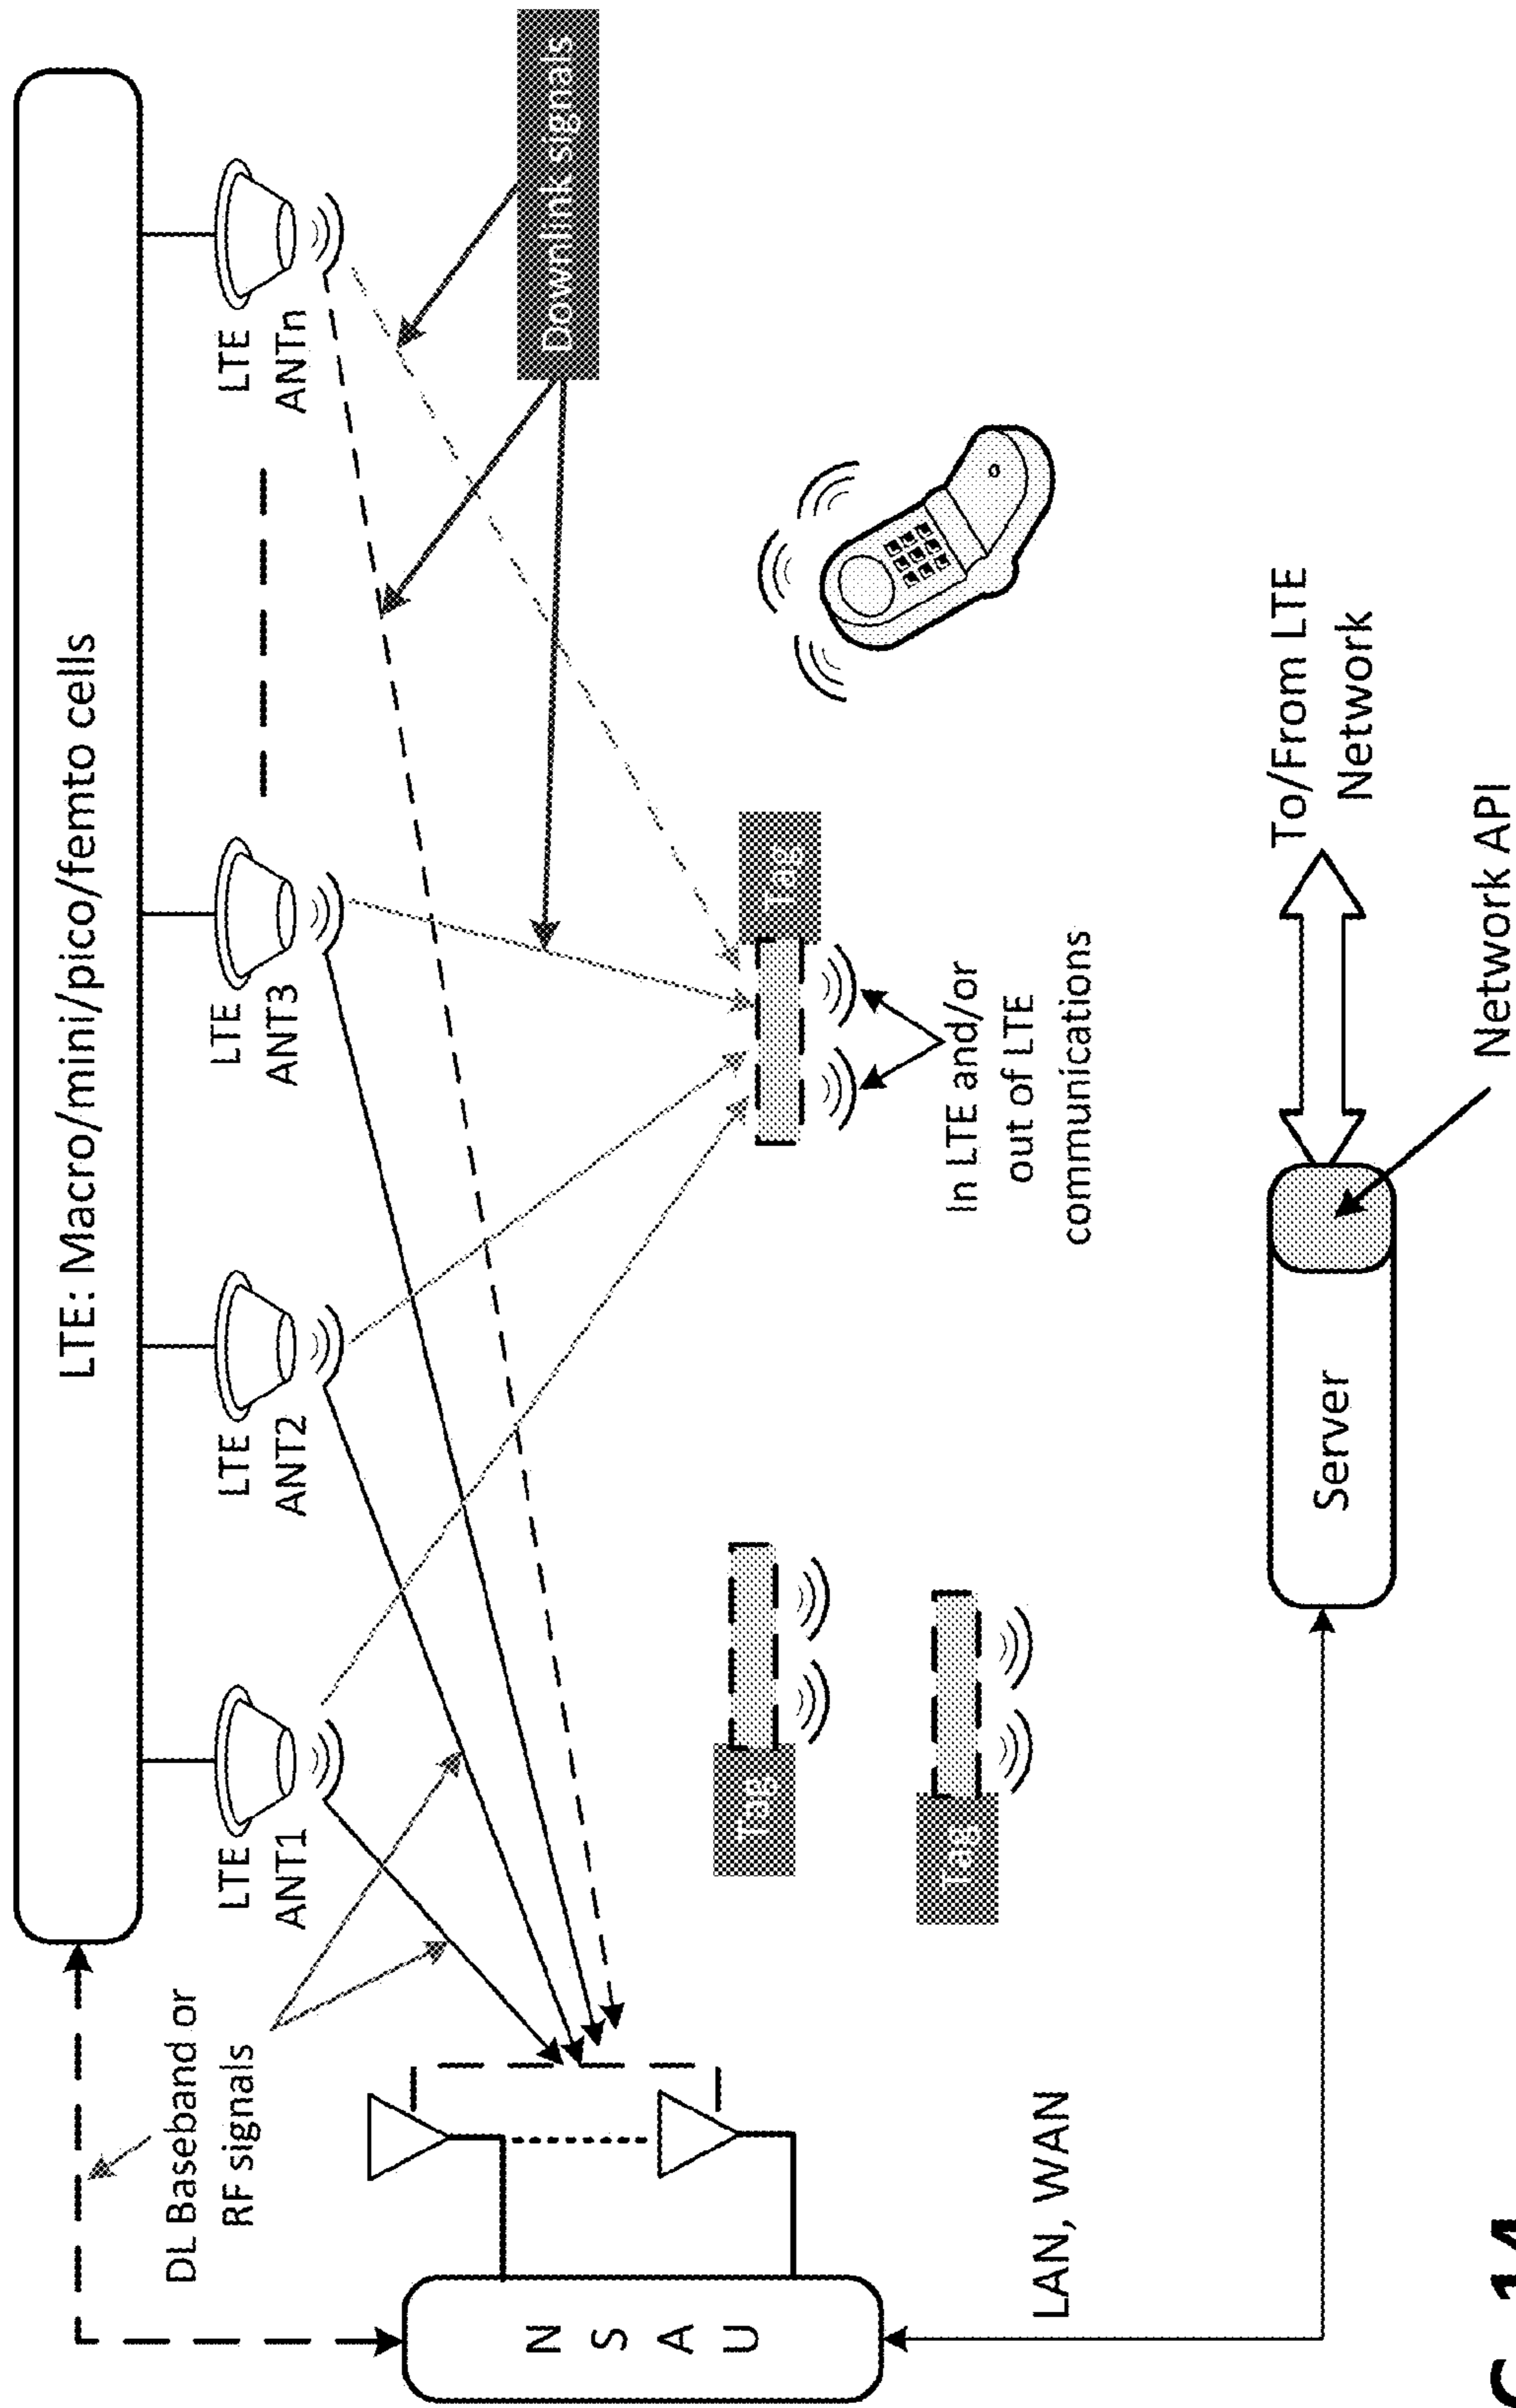 LTE: Macro/mini/pico/femto cells
DL Baseband or
RF signals
LTE
ANT1
LTE
ANT2
LTE
ANT3
LTE
ANTn
Downlink signals
N
S
A
U
Tag
Tag
Tag
In LTE and/or
out of LTE
communications
LAN, WAN
Server
To/From LTE
Network
Network API